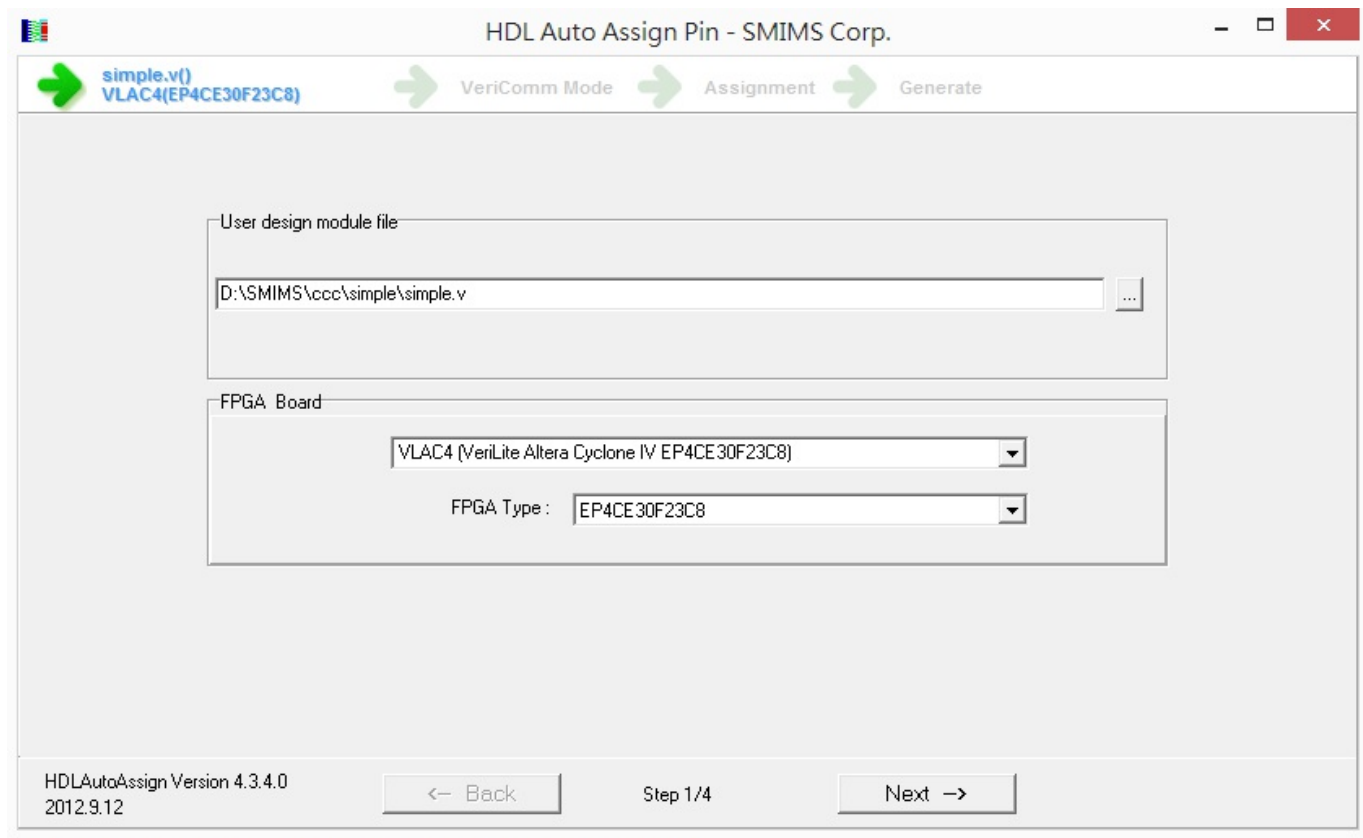 HDL Auto Assign Pin - SMIMS Corp.
simple.v()
VLAC4(EP4CE30F23C8)
VeriComm Mode
Assignment
Generate
User design module file
D:\SMIMS\ccc\simple\simple.v
...
FPGA Board
VLAC4 (VeriLite Altera Cyclone IV EP4CE30F23C8)
FPGA Type :
EP4CE30F23C8
HDLAutoAssign Version 4.3.4.0
2012.9.12
<-- Back
Step 1/4
Next -->